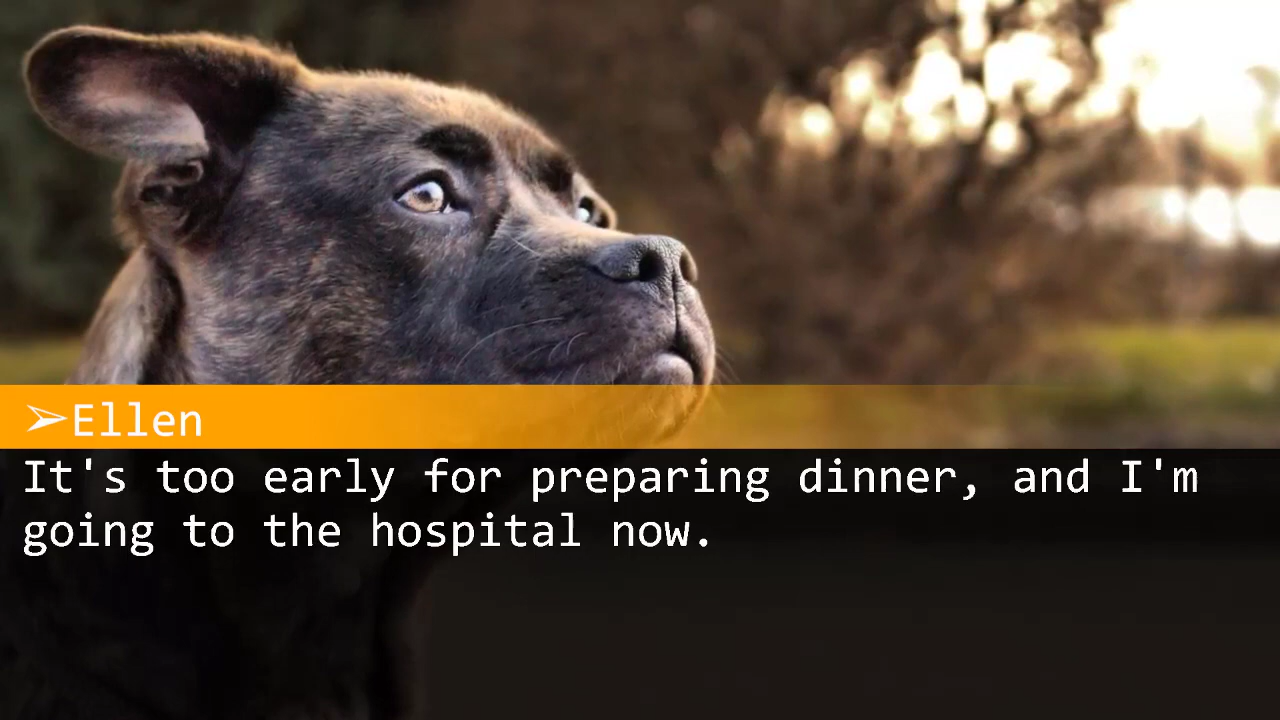 ➢Ellen
It's too early for preparing dinner, and I'm
going to the hospital now.